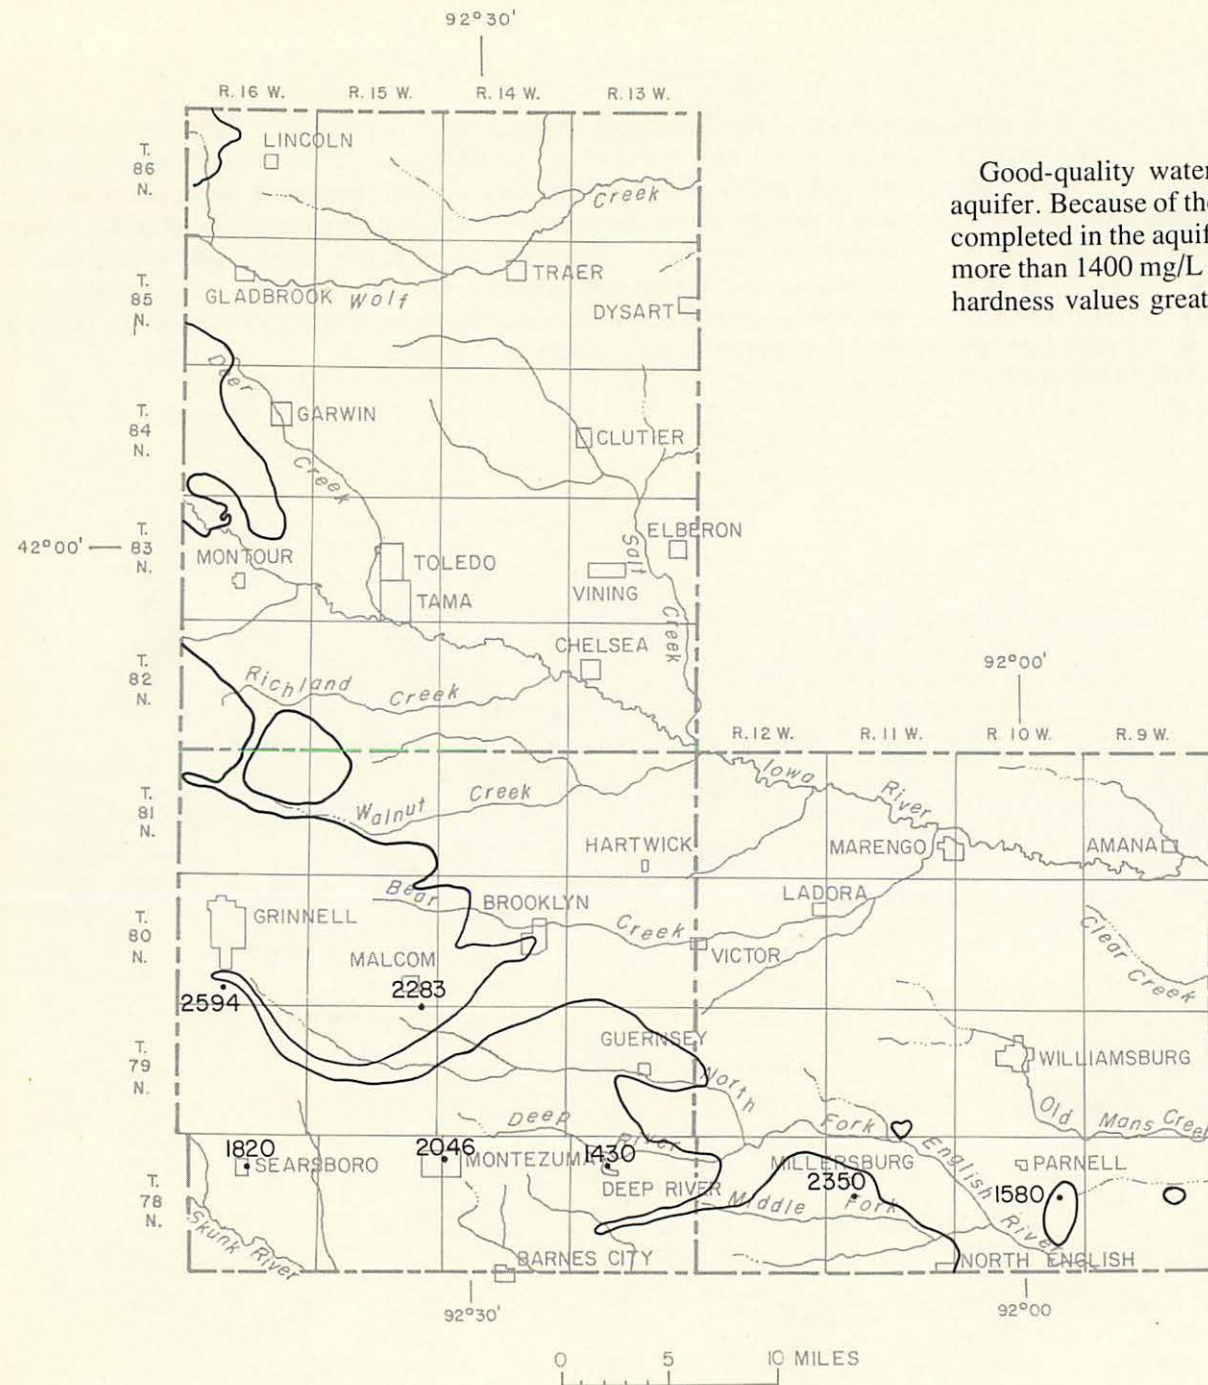 92°30'
R. 16 W. R. 15 W. R. 14 W. R. 13 W.
T.
86
N.
LINCOLN
Creek
Good-quality water
aquifer. Because of the
completed in the aquif
more than 1400 mg/L
hardness values great
T.
85
N.
GLADBROOK
Wolf
TRAER
DYSART
Deer
Creek
T.
84
N.
GARWIN
CLUTIER
42°00'
T.
83
N.
MONTOUR
TOLEDO
TAMA
VINING
ELBERON
Salt
Creek
CHELSEA
T.
82
N.
Richland Creek
92°00'
R. 12 W. R. 11 W. R. 10 W. R. 9 W.
Iowa River
T.
81
N.
Walnut Creek
HARTWICK
MARENGO
AMANA
Bear Creek
LADORA
T.
80
N.
GRINNELL
BROOKLYN
VICTOR
Clear Creek
MALCOM
2594
2283
T.
79
N.
GUERNSEY
WILLIAMSBURG
North Fork English River
Old Mans Creek
Deep River
1820
SEARSBORO
2046
MONTEZUMA
1430
DEEP RIVER
MILLERSBURG
2350
PARNELL
1580
T.
78
N.
Middle Fork
Skunk River
BARNES CITY
NORTH ENGLISH
92°30'
92°00
0 5 10 MILES